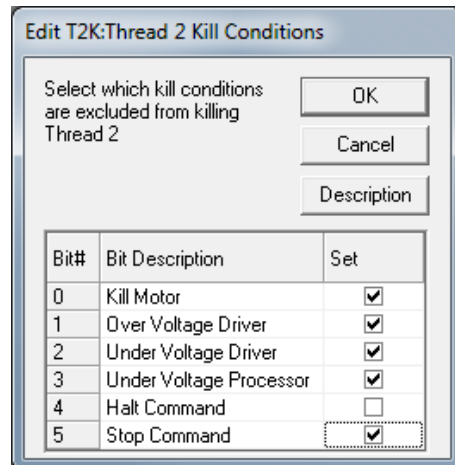 Edit T2K:Thread 2 Kill Conditions
Select which kill conditions
are excluded from killing
Thread 2
OK
Cancel
Description
Bit# Bit Description Set
0 Kill Motor
1 Over Voltage Driver
2 Under Voltage Driver
3 Under Voltage Processor
4 Halt Command
5 Stop Command